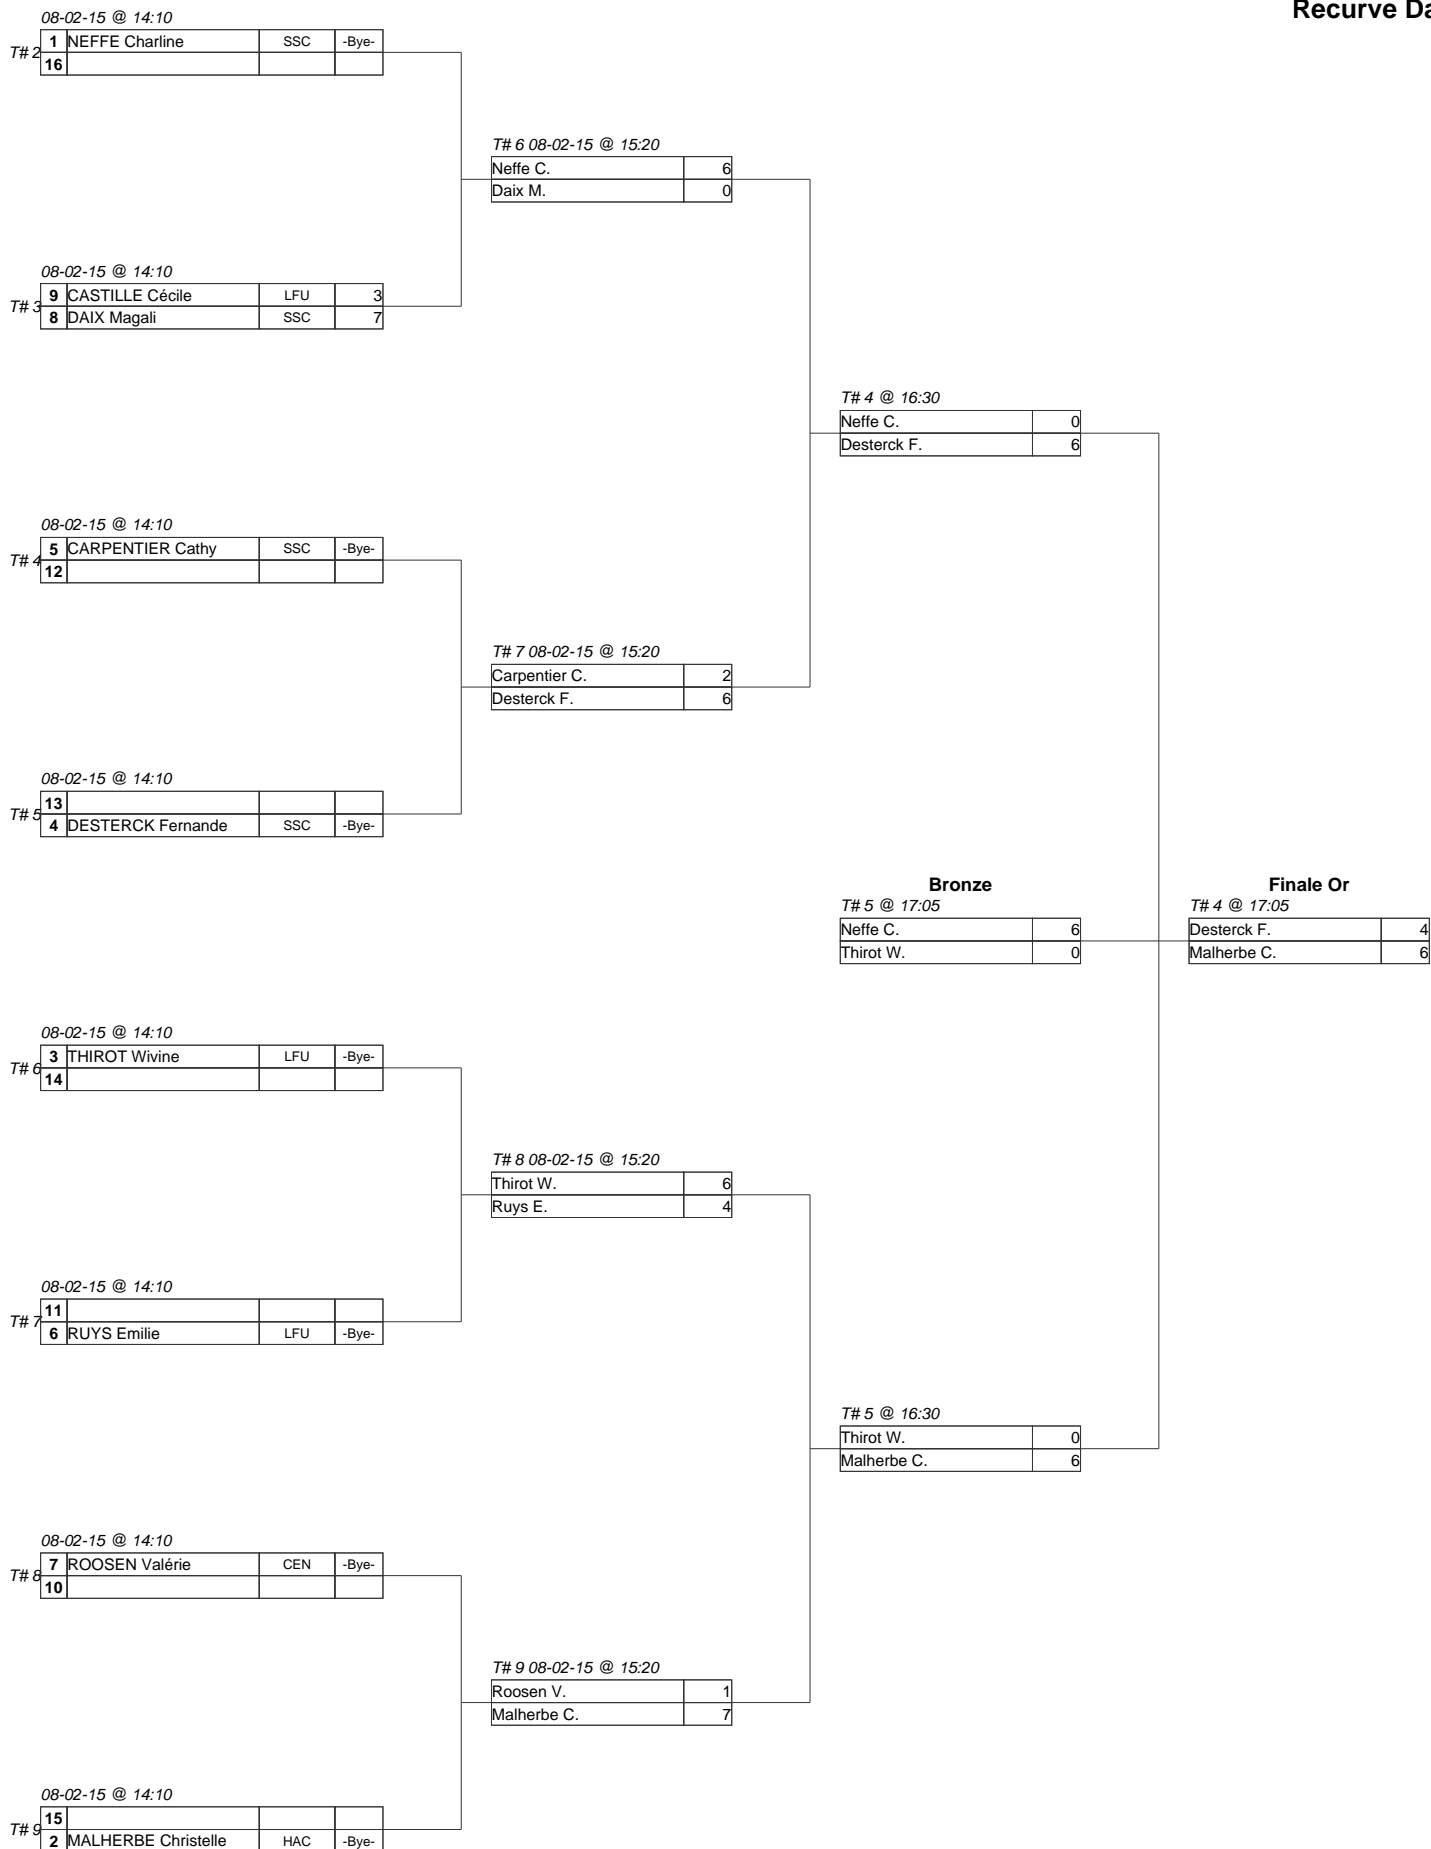 Recurve Da
08-02-15 @ 14:10
T# 2
1 NEFFE Charline SSC -Bye-
16
T# 6 08-02-15 @ 15:20
Neffe C. 6
Daix M. 0
08-02-15 @ 14:10
T# 3
9 CASTILLE Cécile LFU 3
8 DAIX Magali SSC 7
T# 4 @ 16:30
Neffe C. 0
Desterck F. 6
08-02-15 @ 14:10
T# 4
5 CARPENTIER Cathy SSC -Bye-
12
T# 7 08-02-15 @ 15:20
Carpentier C. 2
Desterck F. 6
08-02-15 @ 14:10
T# 5
13
4 DESTERCK Fernande SSC -Bye-
Bronze
T# 5 @ 17:05
Neffe C. 6
Thirot W. 0
Finale Or
T# 4 @ 17:05
Desterck F. 4
Malherbe C. 6
08-02-15 @ 14:10
T# 6
3 THIROT Wivine LFU -Bye-
14
T# 8 08-02-15 @ 15:20
Thirot W. 6
Ruys E. 4
08-02-15 @ 14:10
T# 7
11
6 RUYS Emilie LFU -Bye-
T# 5 @ 16:30
Thirot W. 0
Malherbe C. 6
08-02-15 @ 14:10
T# 8
7 ROOSEN Valérie CEN -Bye-
10
T# 9 08-02-15 @ 15:20
Roosen V. 1
Malherbe C. 7
08-02-15 @ 14:10
T# 9
15
2 MALHERBE Christelle HAC -Bye-